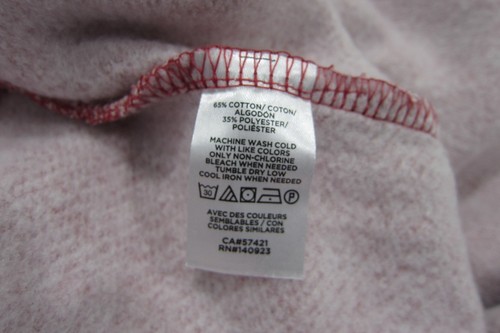 65% COTTON/ COTON/
ALGODON
35% POLYESTER/
POLIÉSTER
MACHINE WASH COLD
WITH LIKE COLORS
ONLY NON-CHLORINE
BLEACH WHEN NEEDED
TUMBLE DRY LOW
COOL IRON WHEN NEEDED
30 P
AVEC DES COULEURS
SEMBLABLES / CON
COLORES SIMILARES
CA#57421
RN#140923